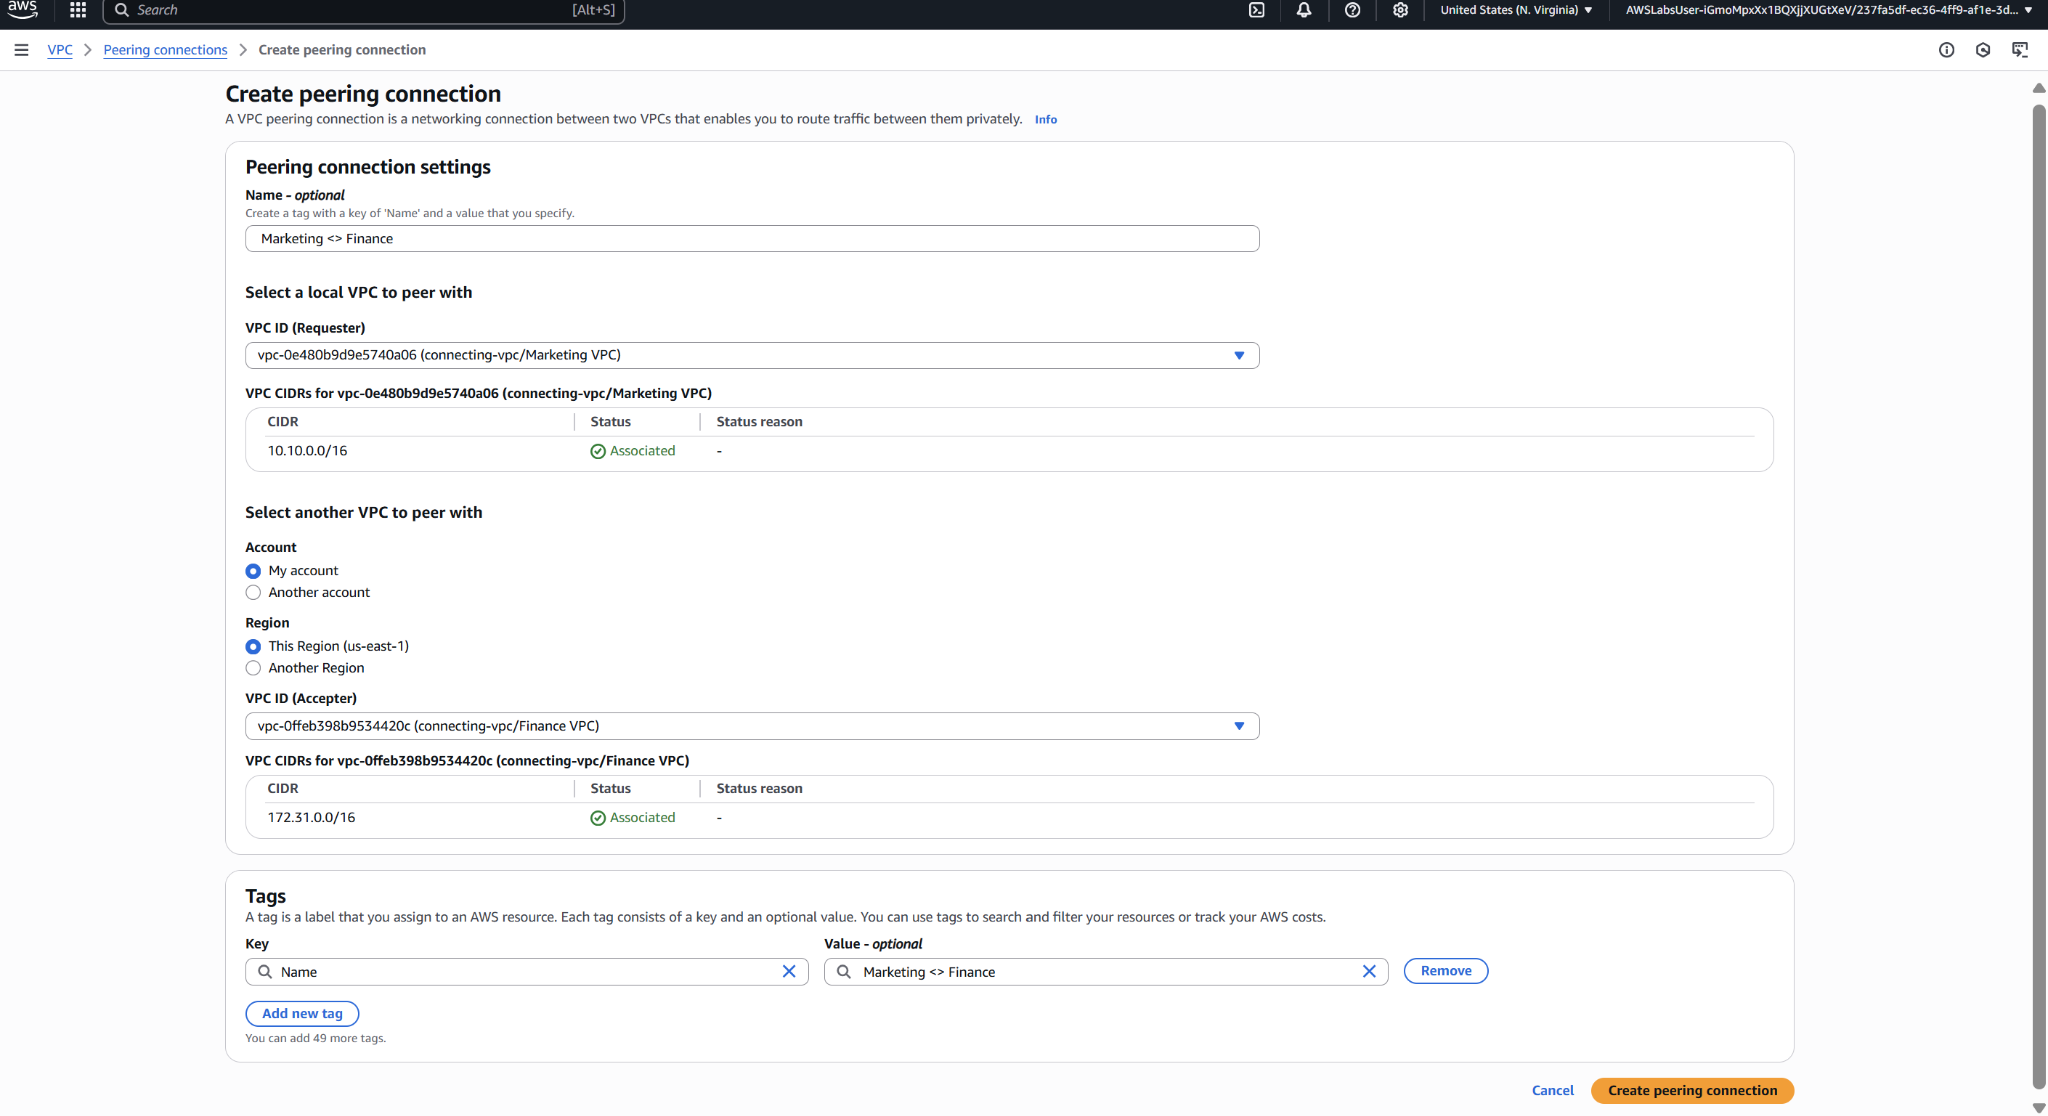 aws
Search [Alt+S]
United States (N. Virginia)
AWSLabsUser-iGmoMpxXx1BQXjjXUGtXeV/237fa5df-ec36-4ff9-af1e-3d...
VPC
Peering connections
Create peering connection
Create peering connection
A VPC peering connection is a networking connection between two VPCs that enables you to route traffic between them privately. Info
Peering connection settings
Name - optional
Create a tag with a key of 'Name' and a value that you specify.
Marketing <> Finance
Select a local VPC to peer with
VPC ID (Requester)
vpc-0e480b9d9e5740a06 (connecting-vpc/Marketing VPC)
VPC CIDRs for vpc-0e480b9d9e5740a06 (connecting-vpc/Marketing VPC)
CIDR Status Status reason
10.10.0.0/16 Associated -
Select another VPC to peer with
Account
My account
Another account
Region
This Region (us-east-1)
Another Region
VPC ID (Accepter)
vpc-0ffeb398b9534420c (connecting-vpc/Finance VPC)
VPC CIDRs for vpc-0ffeb398b9534420c (connecting-vpc/Finance VPC)
CIDR Status Status reason
172.31.0.0/16 Associated -
Tags
A tag is a label that you assign to an AWS resource. Each tag consists of a key and an optional value. You can use tags to search and filter your resources or track your AWS costs.
Key Value - optional
Name Marketing <> Finance Remove
Add new tag
You can add 49 more tags.
Cancel Create peering connection